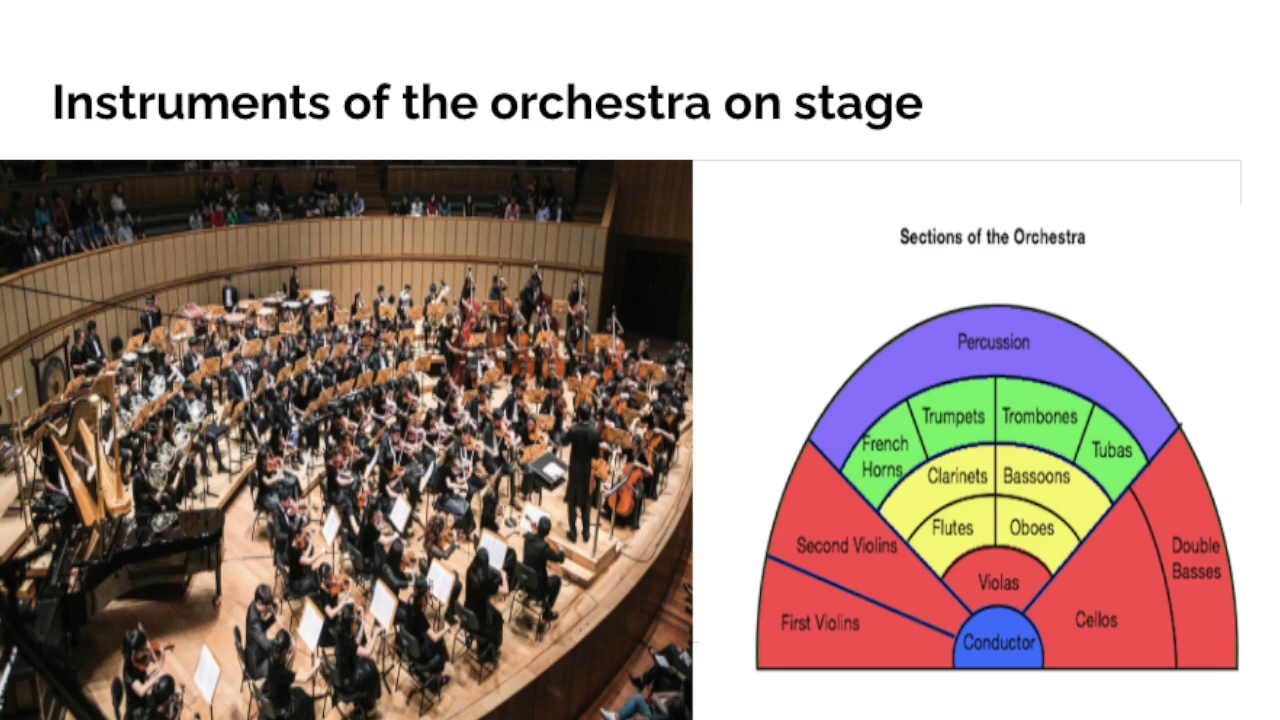 Instruments of the orchestra on stage
Sections of the Orchestra
Percussion
Trumpets
Trombones
French
Horns
Tubas
Clarinets
Bassoons
Flutes
Oboes
Second Violins
Double
Basses
Violas
First Violins
Cellos
Conductor